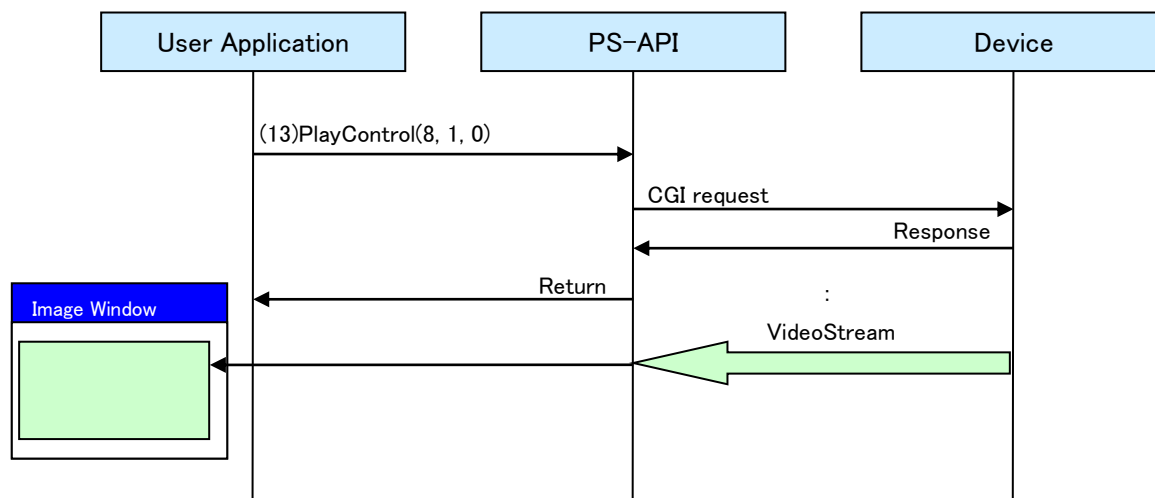 User Application
PS-API
Device
(13)PlayControl(8, 1, 0)
CGI request
Response
Return
:
Image Window
VideoStream